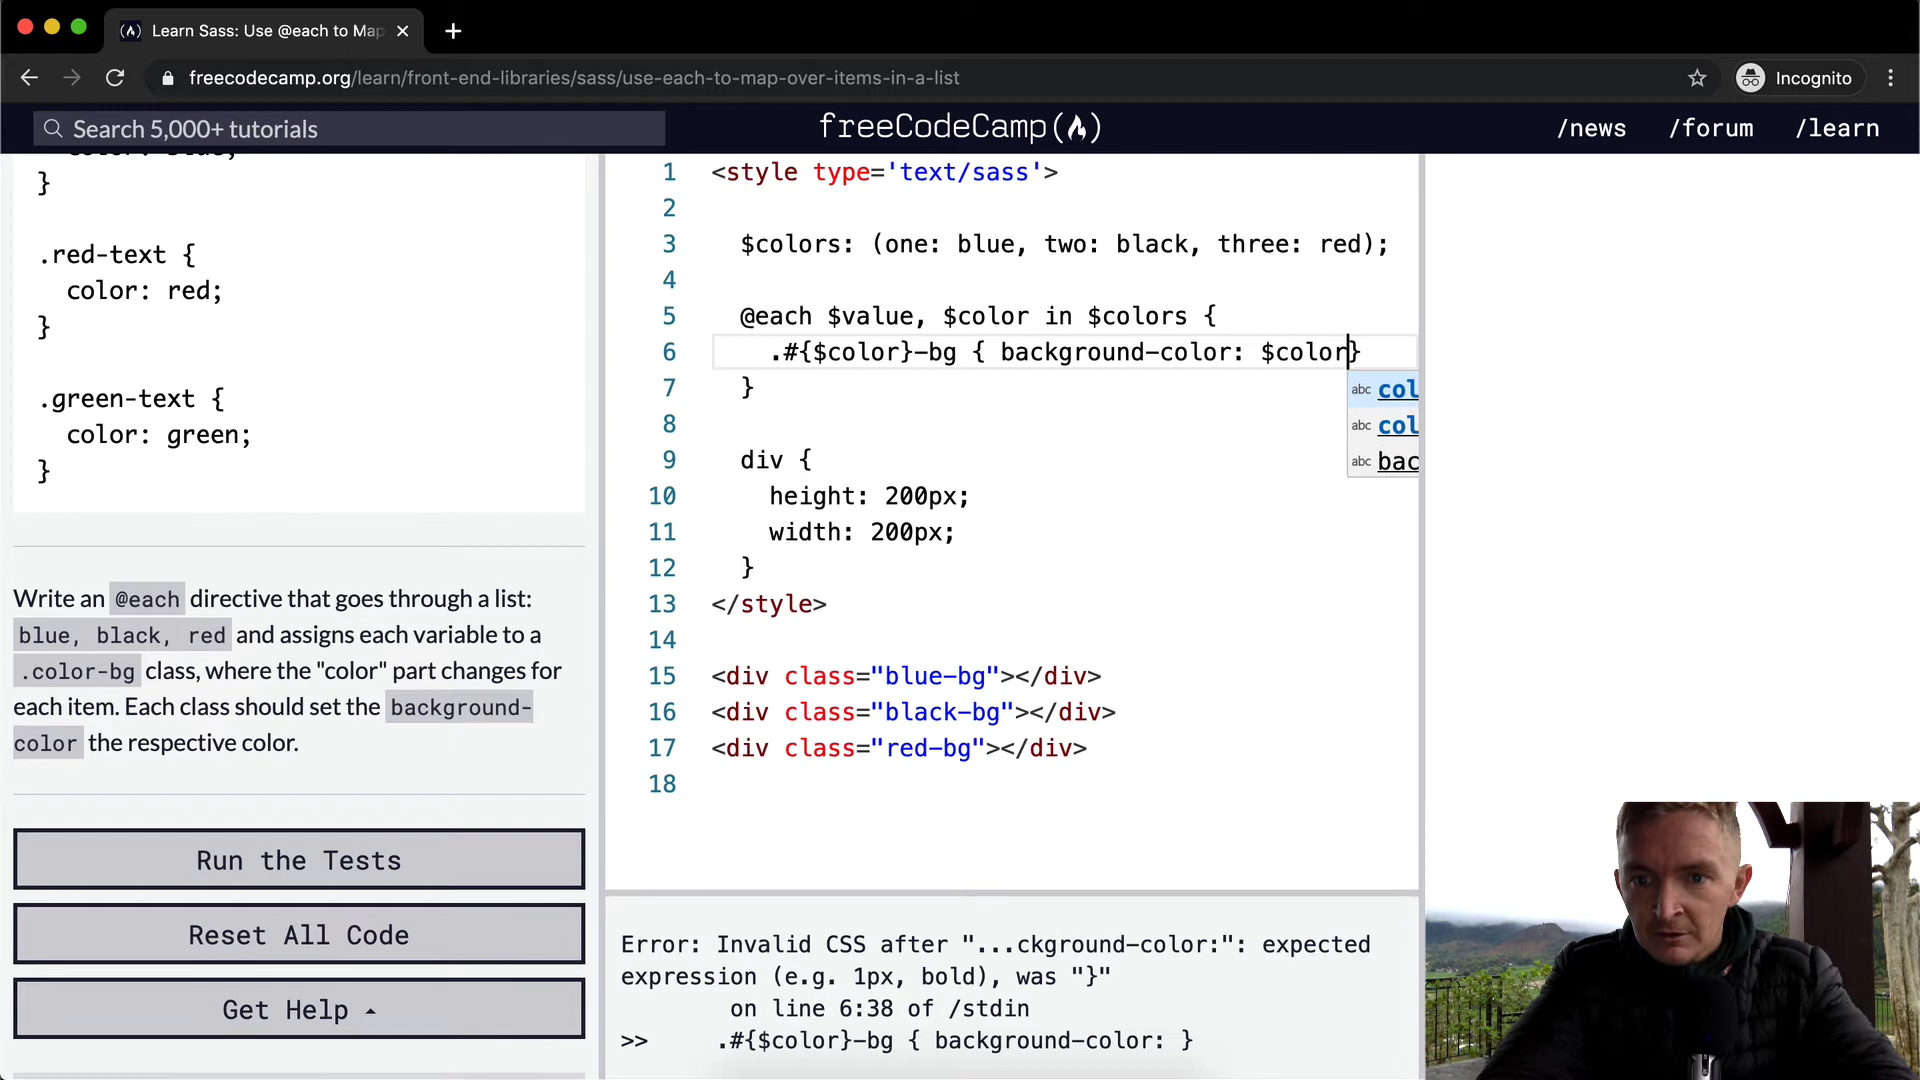 Learn Sass: Use @each to Map
freecodecamp.org/learn/front-end-libraries/sass/use-each-to-map-over-items-in-a-list
Incognito
Search 5,000+ tutorials
freeCodeCamp
/news /forum /learn
}
.red-text {
color: red;
}
.green-text {
color: green;
}
Write an @each directive that goes through a list:
blue, black, red and assigns each variable to a
.color-bg class, where the "color" part changes for
each item. Each class should set the background-
color the respective color.
Run the Tests
Reset All Code
Get Help
1 <style type='text/sass'>
2
3 $colors: (one: blue, two: black, three: red);
4
5 @each $value, $color in $colors {
6 .#{$color}-bg { background-color: $color}
7 }
8
9 div {
10 height: 200px;
11 width: 200px;
12 }
13 </style>
14
15 <div class="blue-bg"></div>
16 <div class="black-bg"></div>
17 <div class="red-bg"></div>
18
abc col
abc col
abc bac
Error: Invalid CSS after "...ckground-color:": expected
expression (e.g. 1px, bold), was "}"
on line 6:38 of /stdin
>> .#{$color}-bg { background-color: }